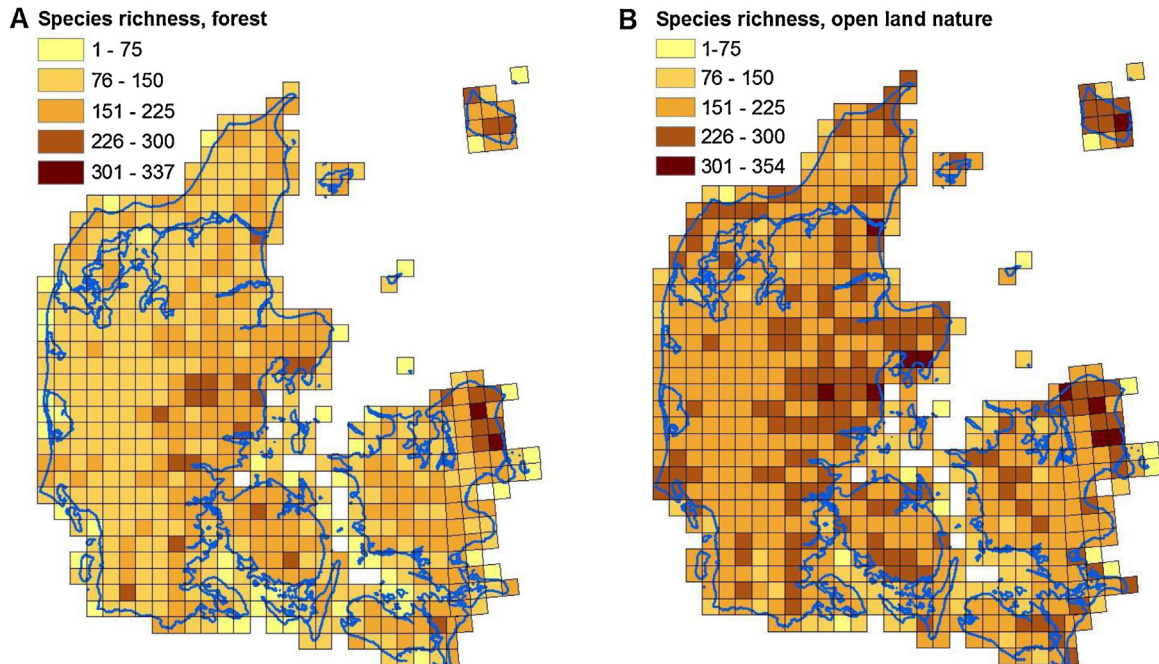 A Species richness, forest
1 - 75
76 - 150
151 - 225
226 - 300
301 - 337
B Species richness, open land nature
1-75
76 - 150
151 - 225
226 - 300
301 - 354